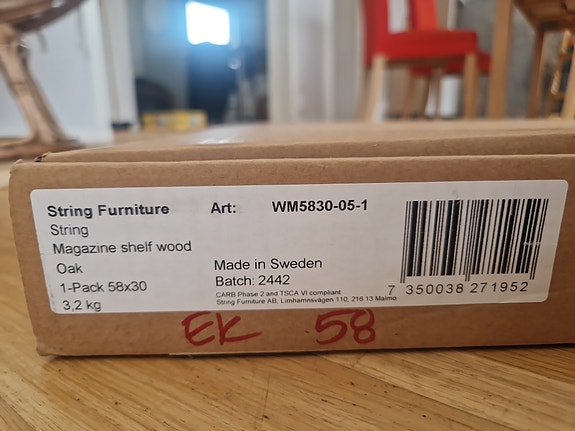 String Furniture
String
Magazine shelf wood
Oak
1-Pack 58x30
3,2 kg
Art: WM5830-05-1
Made in Sweden
Batch: 2442
CARB Phase 2 and TSCA VI compliant
String Furniture AB, Limhamnsvägen 110, 216 13 Malmö
7 350038 271952
EK 58